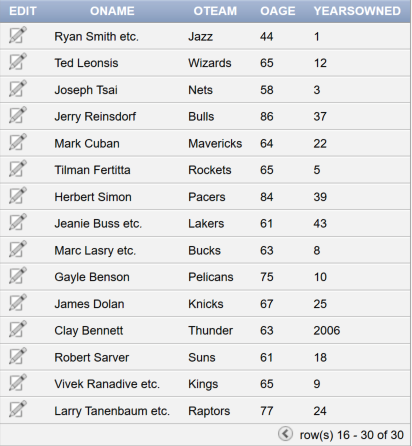 EDIT ONAME OTEAM OAGE YEARSOWNED
Ryan Smith etc. Jazz 44 1
Ted Leonsis Wizards 65 12
Joseph Tsai Nets 58 3
Jerry Reinsdorf Bulls 86 37
Mark Cuban Mavericks 64 22
Tilman Fertitta Rockets 65 5
Herbert Simon Pacers 84 39
Jeanie Buss etc. Lakers 61 43
Marc Lasry etc. Bucks 63 8
Gayle Benson Pelicans 75 10
James Dolan Knicks 67 25
Clay Bennett Thunder 63 2006
Robert Sarver Suns 61 18
Vivek Ranadive etc. Kings 65 9
Larry Tanenbaum etc. Raptors 77 24
row(s) 16 - 30 of 30